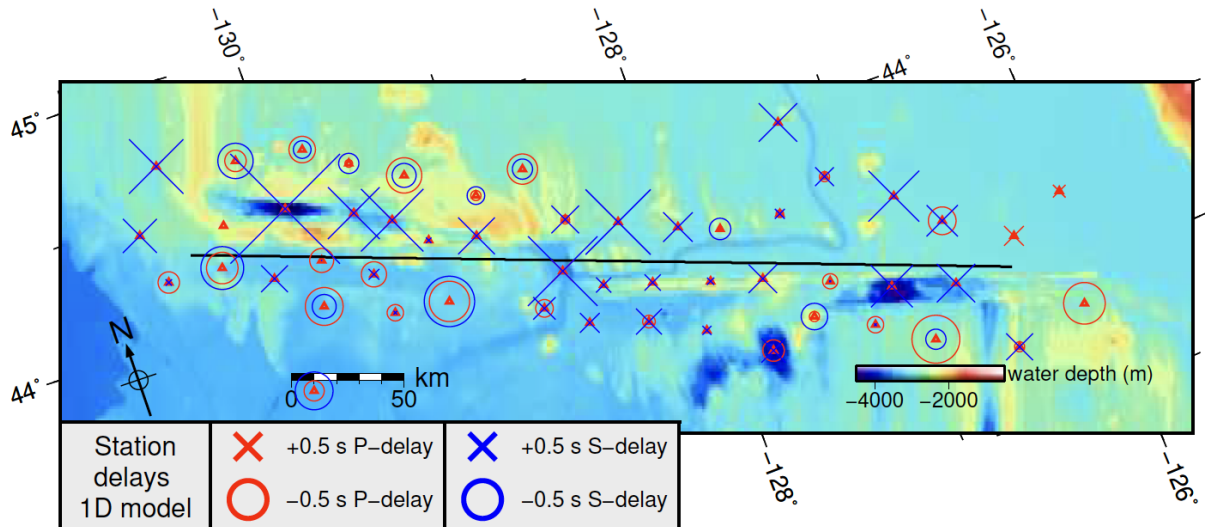 −130° −128° −126°
44°
45°
44°
44°
N
0 50 km
water depth (m)
−4000 −2000
−128° −126°
Station delays 1D model
+0.5 s P−delay
−0.5 s P−delay
+0.5 s S−delay
−0.5 s S−delay